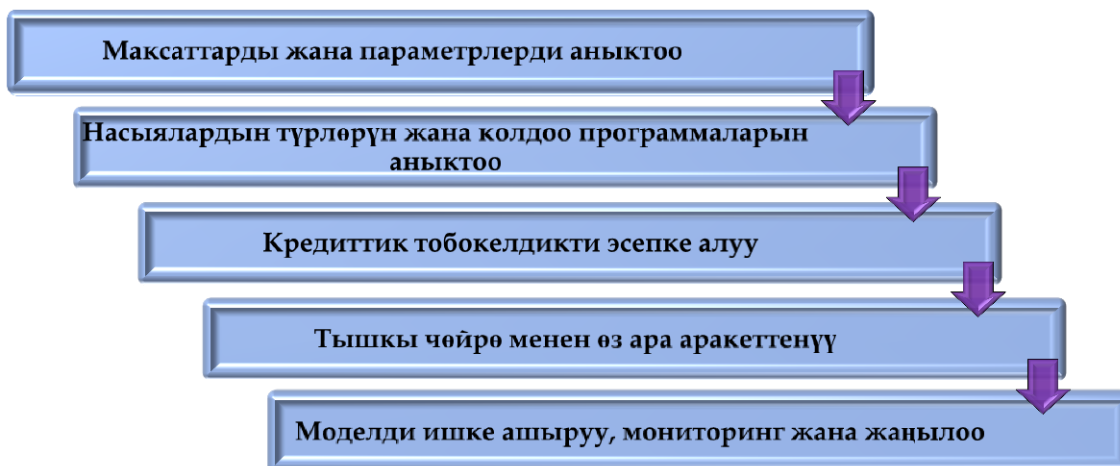 Максаттарды жана параметрлерди аныктоо
Насыялардын түрлөрүн жана колдоо программаларын
аныктоо
Кредиттик тобокелдикти эсепке алуу
Тышкы чөйрө менен өз ара аракеттенүү
Моделди ишке ашыруу, мониторинг жана жаңылоо